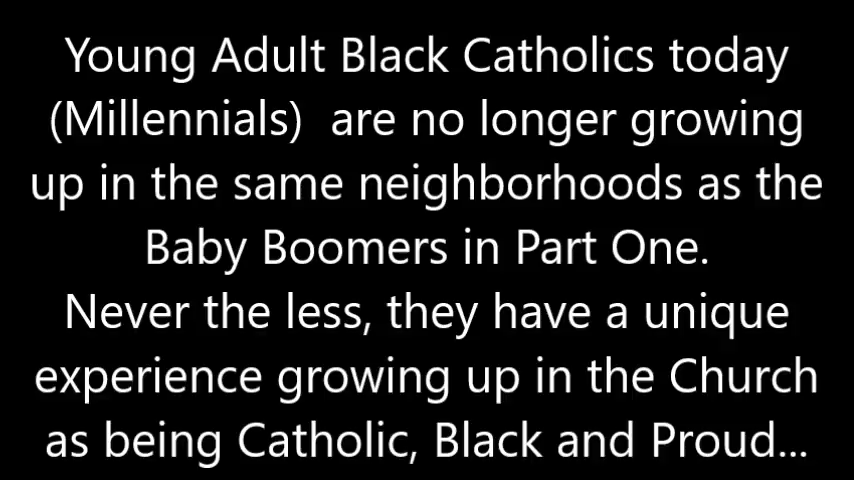 Young Adult Black Catholics today
(Millennials)  are no longer growing
up in the same neighborhoods as the
Baby Boomers in Part One.
Never the less, they have a unique
experience growing up in the Church
as being Catholic, Black and Proud...